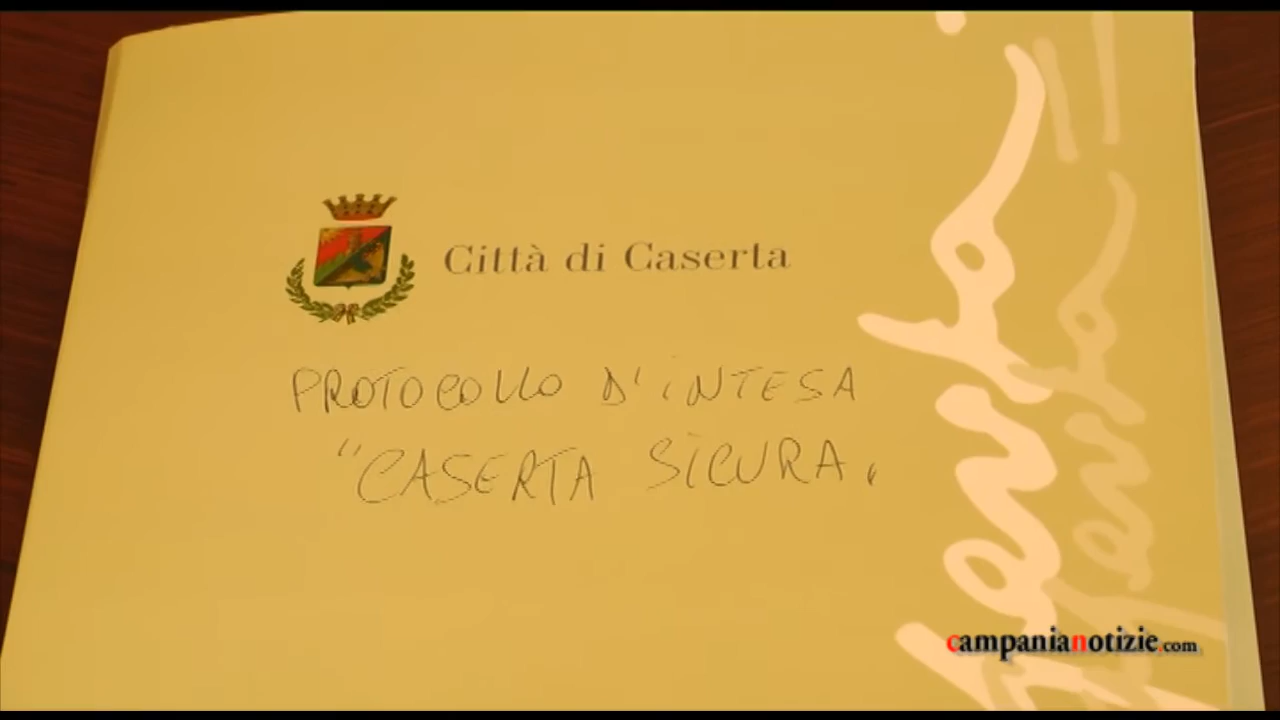 Città di Caserta
PROTOCOLLO D'INTESA
"CASERTA SICURA"
campanianotizie.com